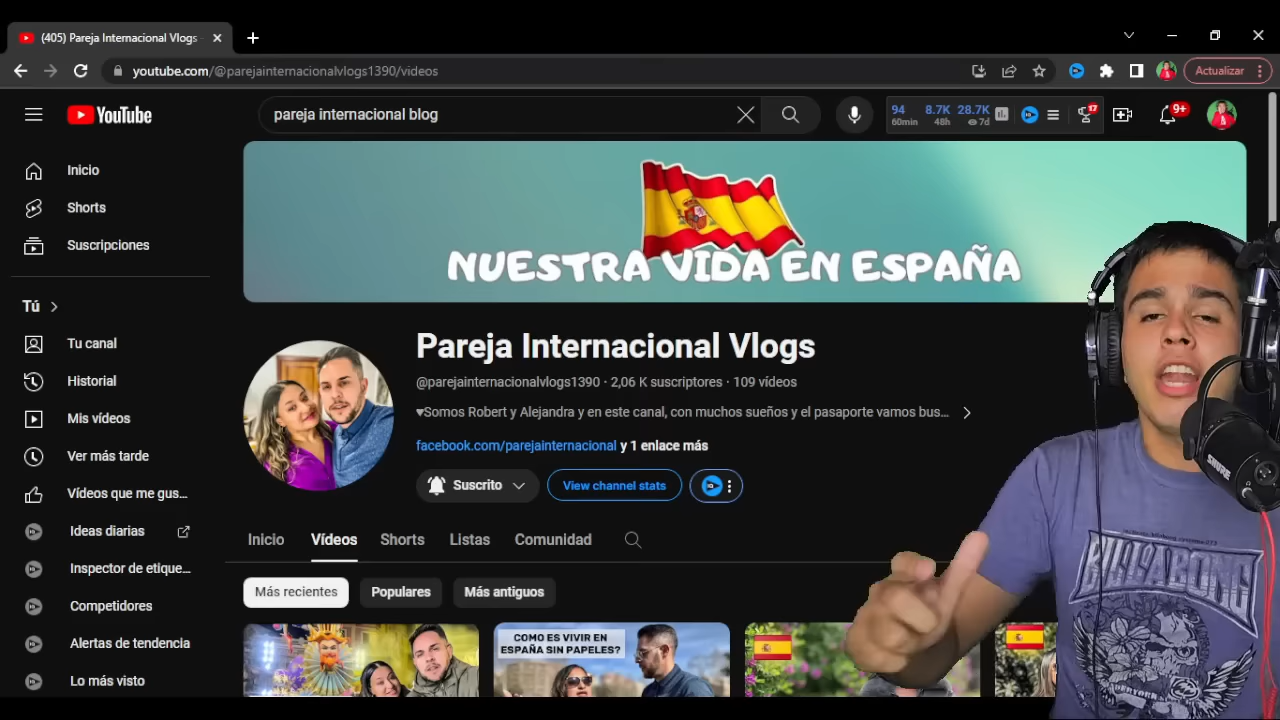 (405) Pareja Internacional Vlogs -
youtube.com/@parejainternacionalvlogs1390/videos
Actualizar
YouTube
pareja internacional blog
94 8.7K 28.7K
60min 48h 7d
17
9+
Inicio
Shorts
Suscripciones
Tú
Tu canal
Historial
Mis vídeos
Ver más tarde
Vídeos que me gus...
Ideas diarias
Inspector de etique...
Competidores
Alertas de tendencia
Lo más visto
NUESTRA VIDA EN ESPAÑA
Pareja Internacional Vlogs
@parejainternacionalvlogs1390 · 2,06 K suscriptores · 109 vídeos
♥Somos Robert y Alejandra y en este canal, con muchos sueños y el pasaporte vamos bus...
facebook.com/parejainternacional y 1 enlace más
Suscrito
View channel stats
Inicio
Vídeos
Shorts
Listas
Comunidad
Más recientes
Populares
Más antiguos
COMO ES VIVIR EN
ESPAÑA SIN PAPELES?
SHURE
BILLABONG